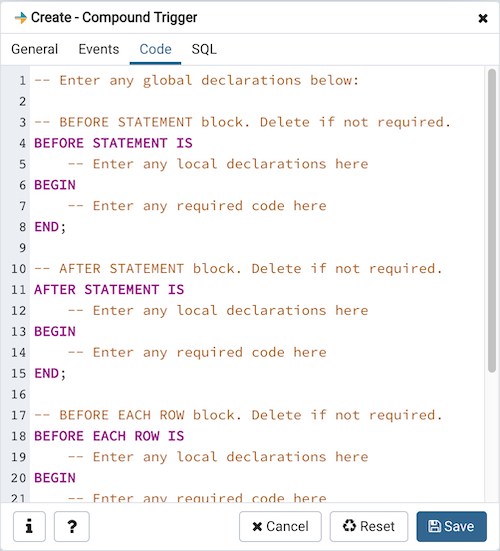 Create - Compound Trigger
General Events Code SQL
1 -- Enter any global declarations below:
2
3 -- BEFORE STATEMENT block. Delete if not required.
4 BEFORE STATEMENT IS
5 -- Enter any local declarations here
6 BEGIN
7 -- Enter any required code here
8 END;
9
10 -- AFTER STATEMENT block. Delete if not required.
11 AFTER STATEMENT IS
12 -- Enter any local declarations here
13 BEGIN
14 -- Enter any required code here
15 END;
16
17 -- BEFORE EACH ROW block. Delete if not required.
18 BEFORE EACH ROW IS
19 -- Enter any local declarations here
20 BEGIN
21 -- Enter any required code here
i ? Cancel Reset Save